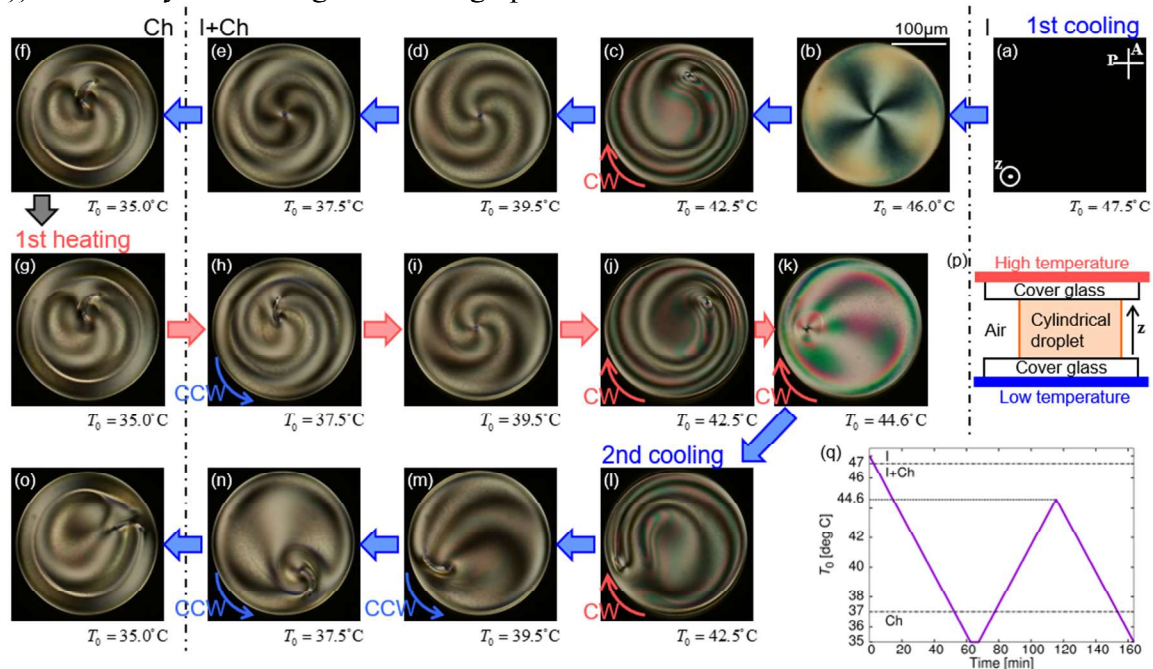 Ch
I+Ch
I
1st cooling
(f)
(e)
(d)
(c)
(b)
100μm
(a)
P
A
CW
z
T₀ = 35.0°C
T₀ = 37.5°C
T₀ = 39.5°C
T₀ = 42.5°C
T₀ = 46.0°C
T₀ = 47.5°C
1st heating
(g)
(h)
(i)
(j)
(k)
(p)
High temperature
Cover glass
Air
Cylindrical
droplet
z
Cover glass
Low temperature
CCW
CW
CW
T₀ = 35.0°C
T₀ = 37.5°C
T₀ = 39.5°C
T₀ = 42.5°C
T₀ = 44.6°C
2nd cooling
(o)
(n)
(m)
(l)
CCW
CCW
CW
T₀ = 35.0°C
T₀ = 37.5°C
T₀ = 39.5°C
T₀ = 42.5°C
(q)
T₀ [deg C]
47
46
44.6
42
40
37
35
I
I+Ch
Ch
0 20 40 60 80 100 120 140 160
Time [min]